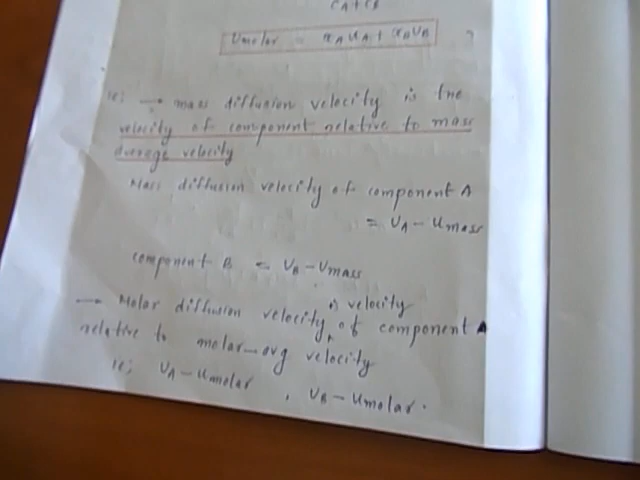 CA+CB
Umolar = xAUA + xBUB
ie; → mass diffusion velocity is the
velocity of component relative to mass
average velocity
Mass diffusion velocity of component A
= UA - Umass
component B = UB - Umass
→ Molar diffusion velocity is velocity of component A
relative to molar-avg velocity
ie; UA - Umolar , UB - Umolar.